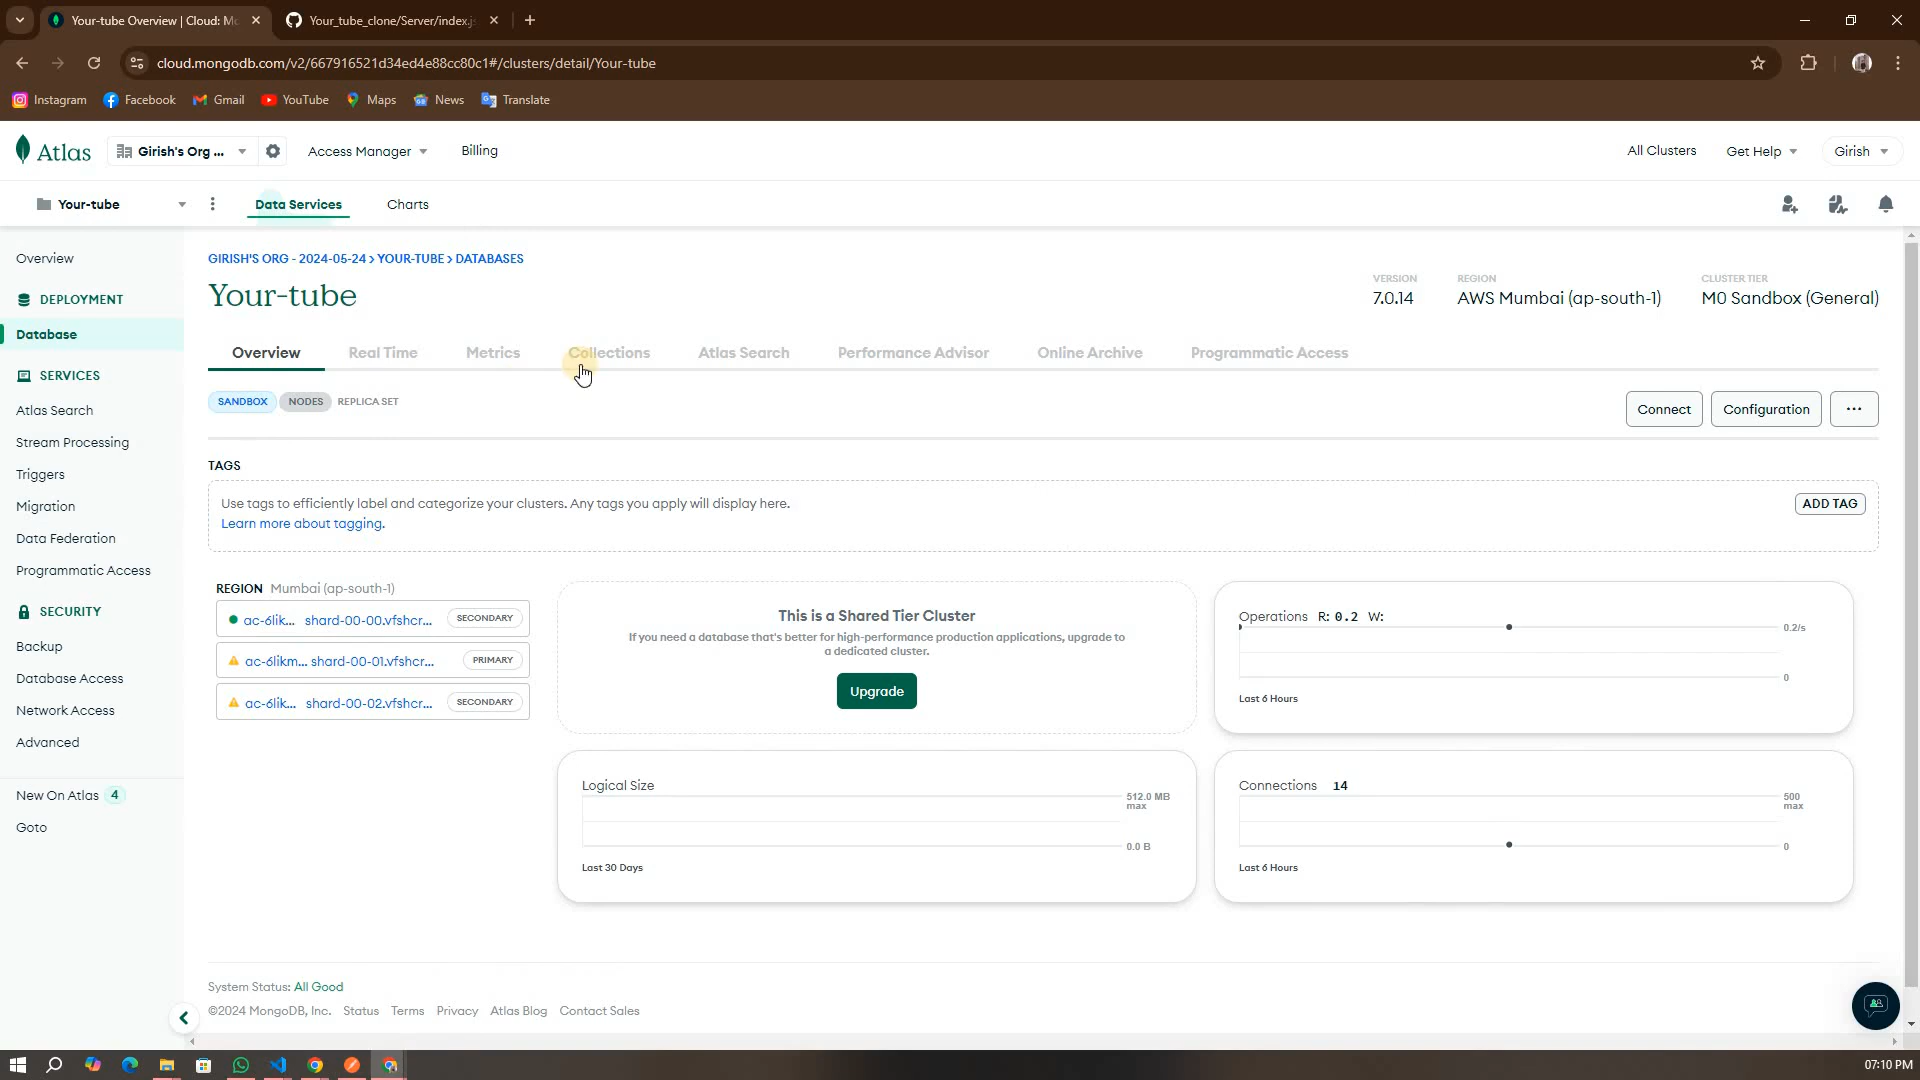 Your-tube Overview | Cloud: Mo
Your_tube_clone/Server/index.js
cloud.mongodb.com/v2/667916521d34ed4e88cc80c1#/clusters/detail/Your-tube
Instagram Facebook Gmail YouTube Maps News Translate
Atlas Girish's Org ... Access Manager Billing All Clusters Get Help Girish
Your-tube Data Services Charts
Overview
DEPLOYMENT
Database
SERVICES
Atlas Search
Stream Processing
Triggers
Migration
Data Federation
Programmatic Access
SECURITY
Backup
Database Access
Network Access
Advanced
New On Atlas 4
Goto
GIRISH'S ORG - 2024-05-24 > YOUR-TUBE > DATABASES
Your-tube
VERSION
7.0.14
REGION
AWS Mumbai (ap-south-1)
CLUSTER TIER
M0 Sandbox (General)
Overview Real Time Metrics Collections Atlas Search Performance Advisor Online Archive Programmatic Access
SANDBOX NODES REPLICA SET
Connect Configuration ...
TAGS
Use tags to efficiently label and categorize your clusters. Any tags you apply will display here.
Learn more about tagging.
ADD TAG
REGION Mumbai (ap-south-1)
ac-6lik... shard-00-00.vfshcr... SECONDARY
ac-6likm... shard-00-01.vfshcr... PRIMARY
ac-6lik... shard-00-02.vfshcr... SECONDARY
This is a Shared Tier Cluster
If you need a database that's better for high-performance production applications, upgrade to
a dedicated cluster.
Upgrade
Operations R: 0.2 W:
0.2/s
0
Last 6 Hours
Logical Size
512.0 MB
max
0.0 B
Last 30 Days
Connections 14
500
max
0
Last 6 Hours
System Status: All Good
©2024 MongoDB, Inc. Status Terms Privacy Atlas Blog Contact Sales
07:10 PM